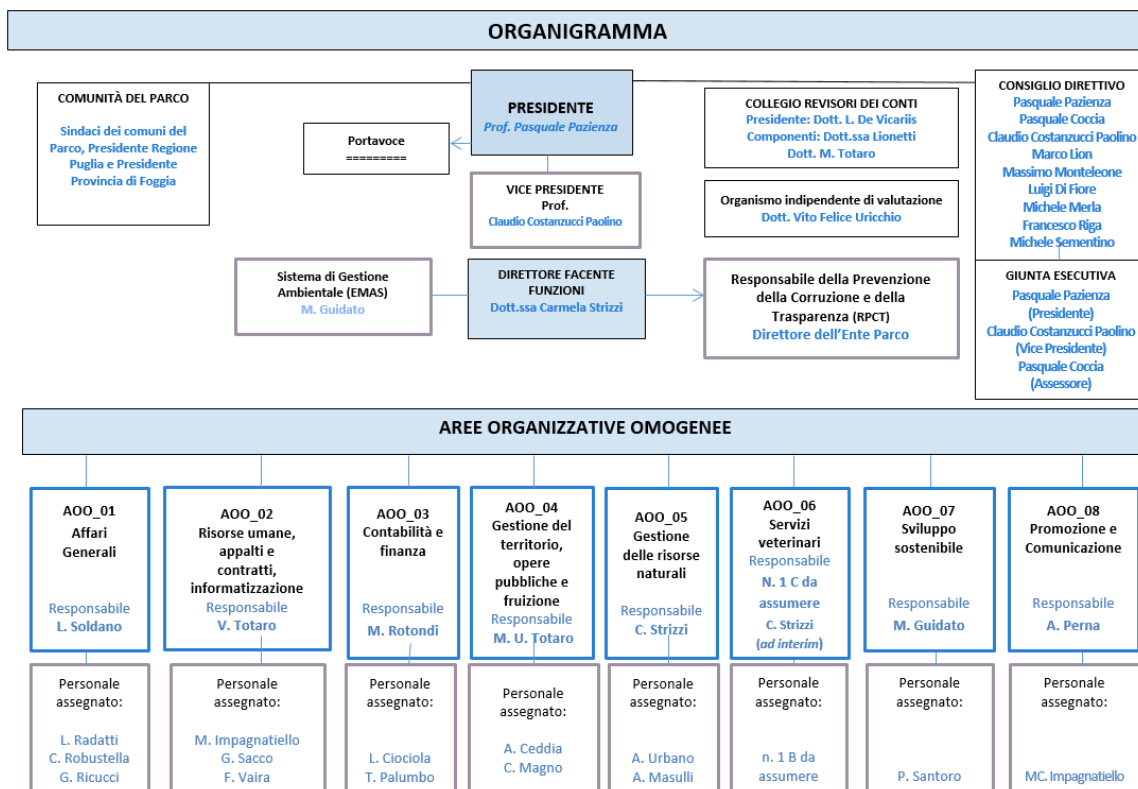 ORGANIGRAMMA
COMUNITÀ DEL PARCO
Sindaci dei comuni del
Parco, Presidente Regione
Puglia e Presidente
Provincia di Foggia
Portavoce
=========
PRESIDENTE
Prof. Pasquale Pazienza
VICE PRESIDENTE
Prof.
Claudio Costanzucci Paolino
COLLEGIO REVISORI DEI CONTI
Presidente: Dott. L. De Vicariis
Componenti: Dott.ssa Lionetti
Dott. M. Totaro
Organismo indipendente di valutazione
Dott. Vito Felice Uricchio
CONSIGLIO DIRETTIVO
Pasquale Pazienza
Pasquale Coccia
Claudio Costanzucci Paolino
Marco Lion
Massimo Monteleone
Luigi Di Fiore
Michele Merla
Francesco Riga
Michele Sementino
Sistema di Gestione
Ambientale (EMAS)
M. Guidato
DIRETTORE FACENTE
FUNZIONI
Dott.ssa Carmela Strizzi
Responsabile della Prevenzione
della Corruzione e della
Trasparenza (RPCT)
Direttore dell'Ente Parco
GIUNTA ESECUTIVA
Pasquale Pazienza
(Presidente)
Claudio Costanzucci Paolino
(Vice Presidente)
Pasquale Coccia
(Assessore)
AREE ORGANIZZATIVE OMOGENEE
AOO_01
Affari
Generali
Responsabile
L. Soldano
AOO_02
Risorse umane,
appalti e
contratti,
informatizzazione
Responsabile
V. Totaro
AOO_03
Contabilità e
finanza
Responsabile
M. Rotondi
AOO_04
Gestione del
territorio,
opere
pubbliche e
fruizione
Responsabile
M. U. Totaro
AOO_05
Gestione
delle risorse
naturali
Responsabile
C. Strizzi
AOO_06
Servizi
veterinari
Responsabile
N. 1 C da
assumere
C. Strizzi
(ad interim)
AOO_07
Sviluppo
sostenibile
Responsabile
M. Guidato
AOO_08
Promozione e
Comunicazione
Responsabile
A. Perna
Personale
assegnato:
L. Radatti
C. Robustella
G. Ricucci
Personale
assegnato:
M. Impagnatiello
G. Sacco
F. Vaira
Personale
assegnato:
L. Ciociola
T. Palumbo
Personale
assegnato:
A. Ceddia
C. Magno
Personale
assegnato:
A. Urbano
A. Masulli
Personale
assegnato:
n. 1 B da
assumere
Personale
assegnato:
P. Santoro
Personale
assegnato:
MC. Impagnatiello